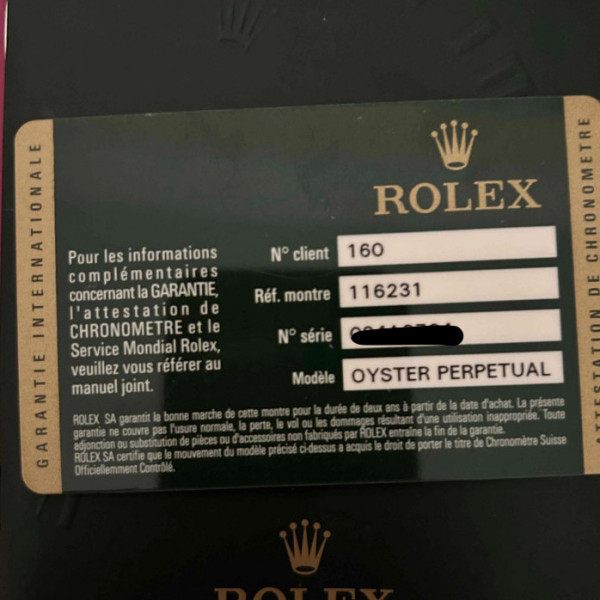 GARANTIE INTERNATIONALE
ROLEX
ATTESTATION DE CHRONOMETRE
Pour les informations
complémentaires
concernant la GARANTIE,
l'attestation de
CHRONOMETRE et le
Service Mondial Rolex,
veuillez vous référer au
manuel joint.
N° client 160
Réf. montre 116231
N° série
Modèle OYSTER PERPETUAL
ROLEX SA garantit la bonne marche de cette montre pour la durée de deux ans à partir de la date d'achat. La présente
garantie ne couvre pas l'usure normale, la perte, le vol ou les dommages résultant d'une utilisation inappropriée. Toute
adjonction ou substitution de pièces ou d'accessoires non fabriqués par ROLEX entraîne la fin de la garantie.
ROLEX SA certifie que le mouvement du modèle précisé ci-dessus a acquis le droit de porter le titre de Chronomètre Suisse
Officiellement Contrôlé.
ROLEX